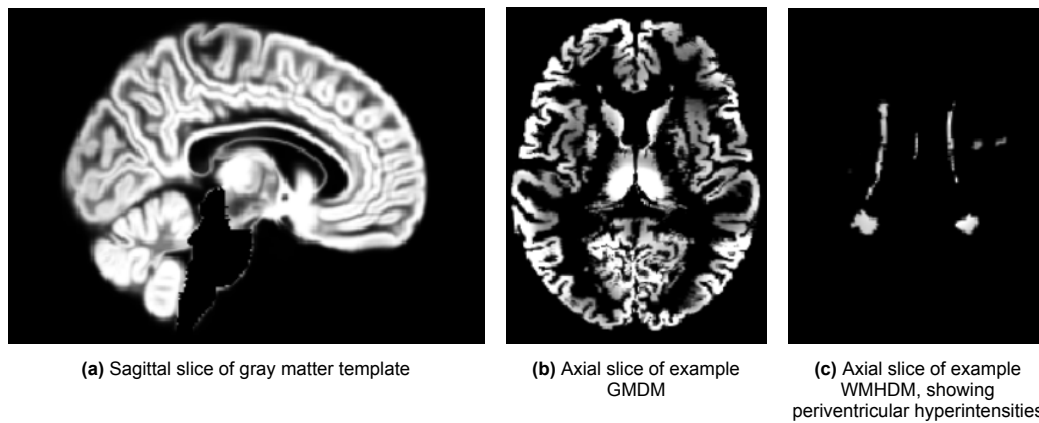 (a) Sagittal slice of gray matter template
(b) Axial slice of example
GMDM
(c) Axial slice of example
WMHDM, showing
periventricular hyperintensities